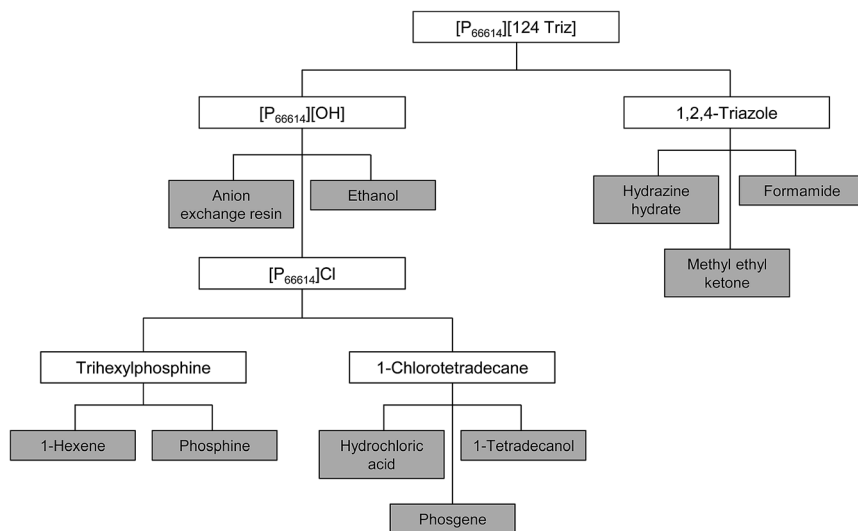 [P₆₆₆₁₄][124 Triz]
[P₆₆₆₁₄][OH]
1,2,4-Triazole
Anion
exchange resin
Ethanol
Hydrazine
hydrate
Formamide
[P₆₆₆₁₄]Cl
Methyl ethyl
ketone
Trihexylphosphine
1-Chlorotetradecane
1-Hexene
Phosphine
Hydrochloric
acid
1-Tetradecanol
Phosgene